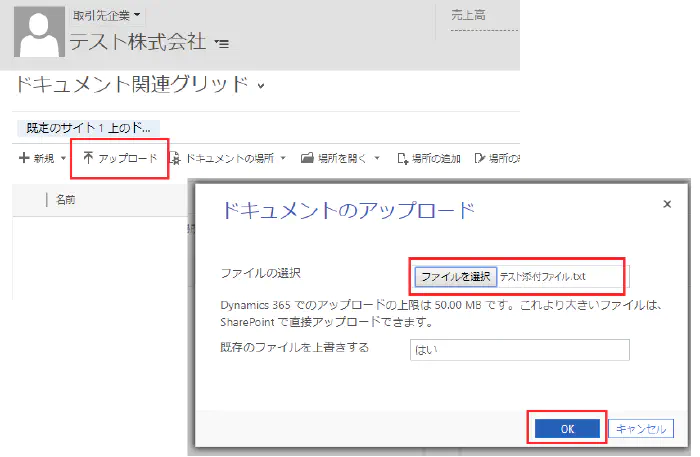 取引先企業
売上高
テスト株式会社
ドキュメント関連グリッド
既定のサイト 1 上のド...
新規 アップロード ドキュメントの場所 場所を開く 場所の追加
名前
ドキュメントのアップロード
ファイルの選択 ファイルを選択 テスト添付ファイル.txt
Dynamics 365 でのアップロードの上限は 50.00 MB です。これより大きいファイルは、
SharePoint で直接アップロードできます。
既存のファイルを上書きする はい
OK キャンセル